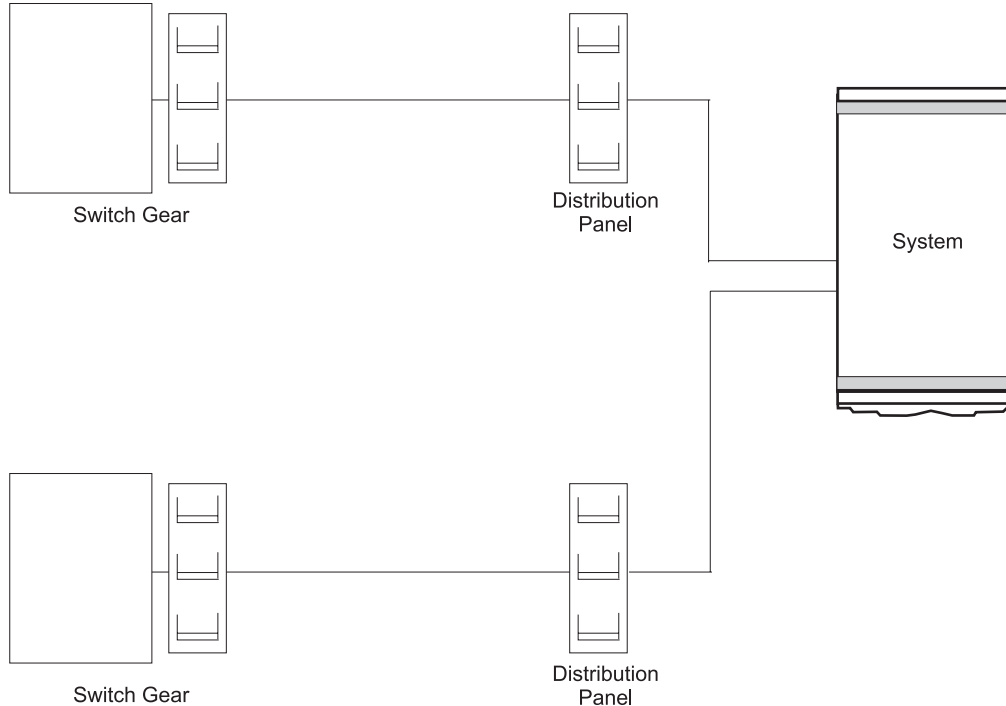 Switch Gear
Distribution
Panel
System
Switch Gear
Distribution
Panel